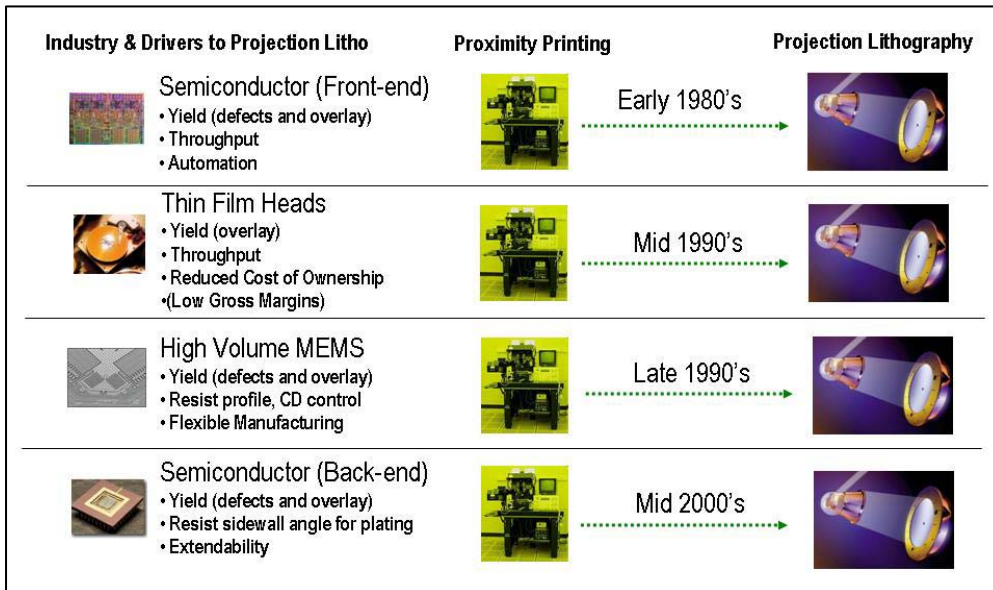 Industry & Drivers to Projection Litho
Proximity Printing
Projection Lithography
Semiconductor (Front-end)
• Yield (defects and overlay)
• Throughput
• Automation
Early 1980's
Thin Film Heads
• Yield (overlay)
• Throughput
• Reduced Cost of Ownership
•(Low Gross Margins)
Mid 1990's
High Volume MEMS
• Yield (defects and overlay)
• Resist profile, CD control
• Flexible Manufacturing
Late 1990's
Semiconductor (Back-end)
• Yield (defects and overlay)
• Resist sidewall angle for plating
• Extendability
Mid 2000's